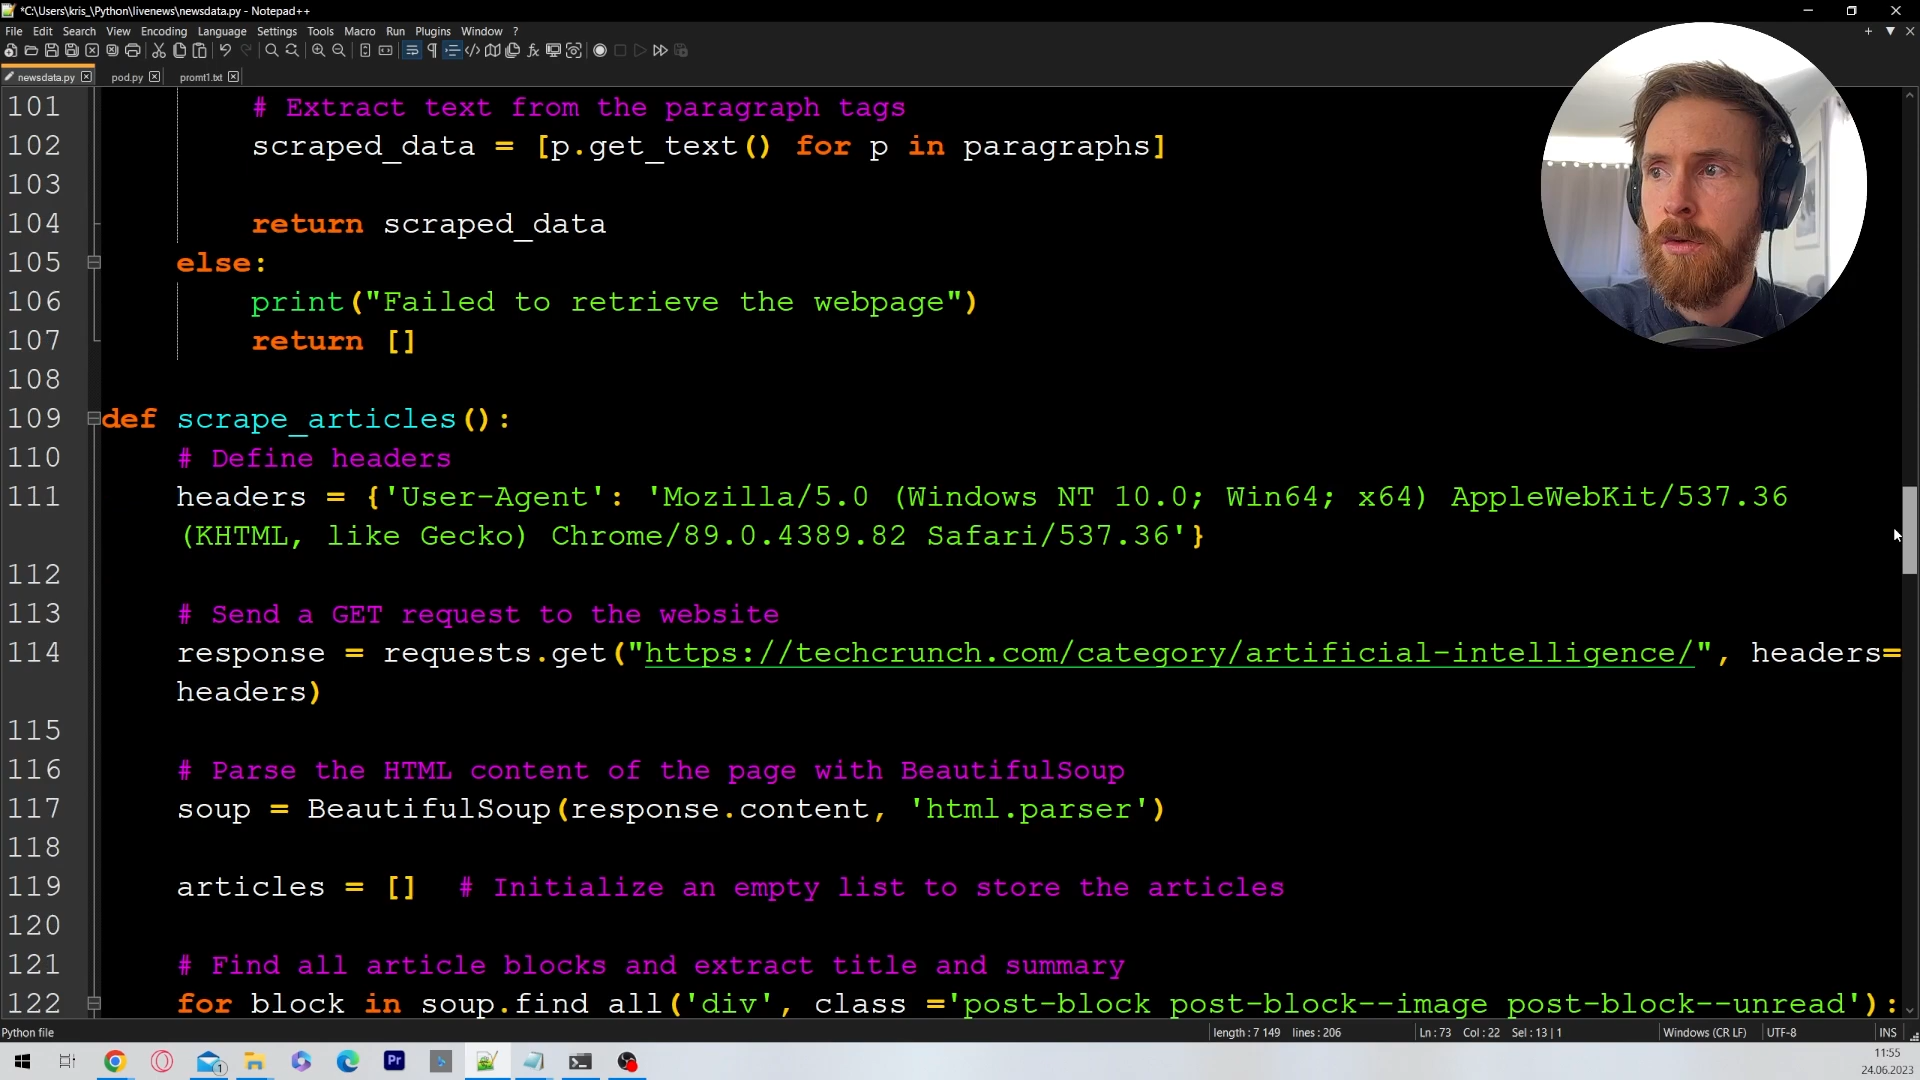 *C:\Users\kris_\Python\livenews\newsdata.py - Notepad++
File Edit Search View Encoding Language Settings Tools Macro Run Plugins Window ?
newsdata.py pod.py promt1.txt
101 # Extract text from the paragraph tags
102 scraped_data = [p.get_text() for p in paragraphs]
103
104 return scraped_data
105 else:
106 print("Failed to retrieve the webpage")
107 return []
108
109 def scrape_articles():
110 # Define headers
111 headers = {'User-Agent': 'Mozilla/5.0 (Windows NT 10.0; Win64; x64) AppleWebKit/537.36
(KHTML, like Gecko) Chrome/89.0.4389.82 Safari/537.36'}
112
113 # Send a GET request to the website
114 response = requests.get("https://techcrunch.com/category/artificial-intelligence/", headers=
headers)
115
116 # Parse the HTML content of the page with BeautifulSoup
117 soup = BeautifulSoup(response.content, 'html.parser')
118
119 articles = [] # Initialize an empty list to store the articles
120
121 # Find all article blocks and extract title and summary
122 for block in soup.find_all('div', class_='post-block post-block--image post-block--unread'):
Python file length : 7 149 lines : 206 Ln : 73 Col : 22 Sel : 13 | 1 Windows (CR LF) UTF-8 INS
Pr
1
11:55
24.06.2023